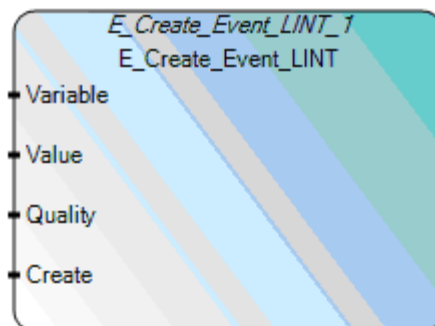 E_Create_Event_LINT_1
E_Create_Event_LINT
Variable
Value
Quality
Create